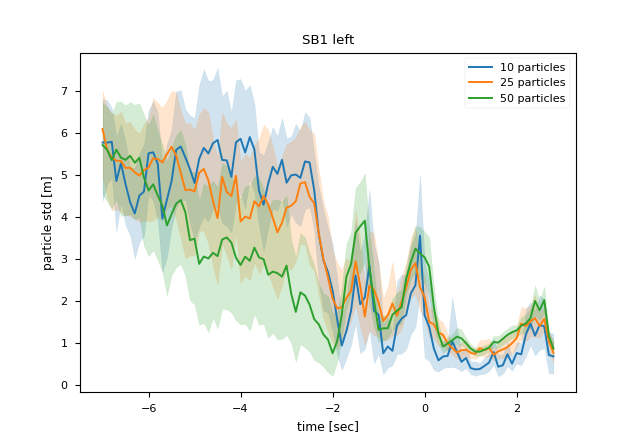 SB1 left
10 particles
25 particles
50 particles
particle std [m]
7
6
5
4
3
2
1
0
−6
−4
−2
0
2
time [sec]